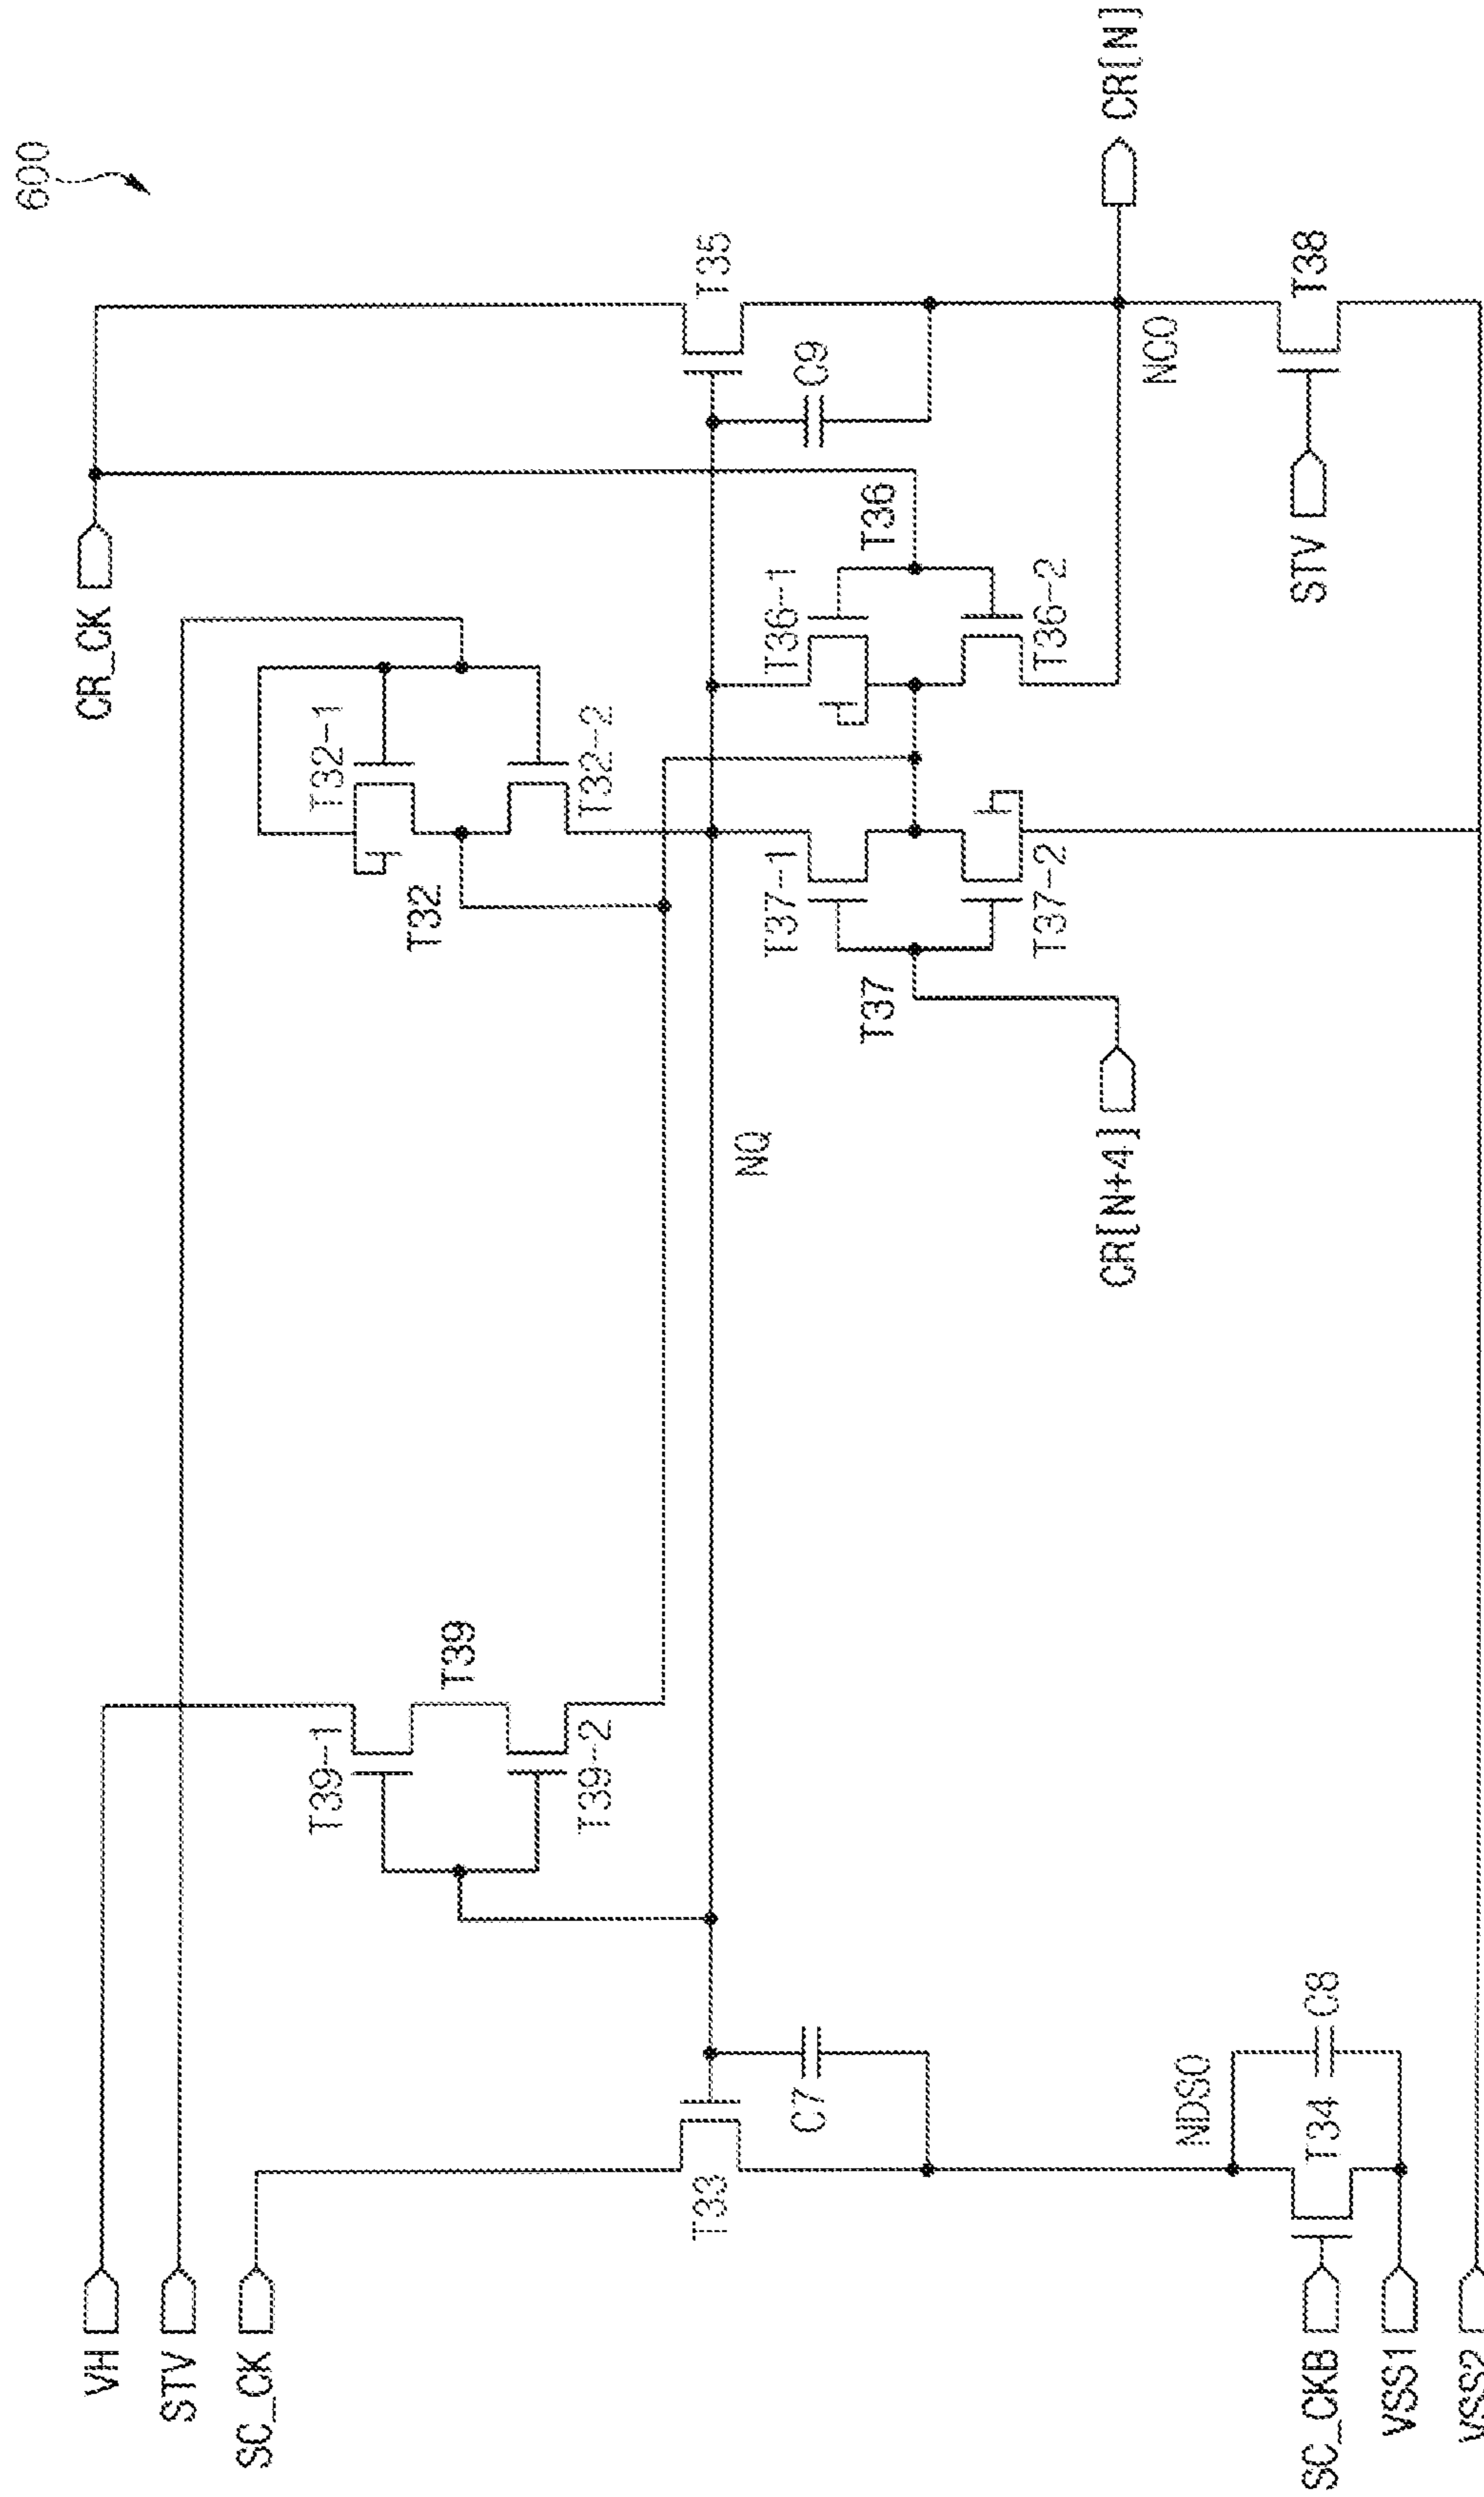 600
VH
STV
SC_CK
CR_CK
T39-1
T39
T39-2
T32-1
T32
T32-2
T33
C7
NQ
T35
C9
T36-1
T36
T36-2
T37-1
T37
T37-2
CR[N+4]
CR[N]
NCO
NDSO
T34
C8
STV
T38
SC_CKB
VSS1
VSS2